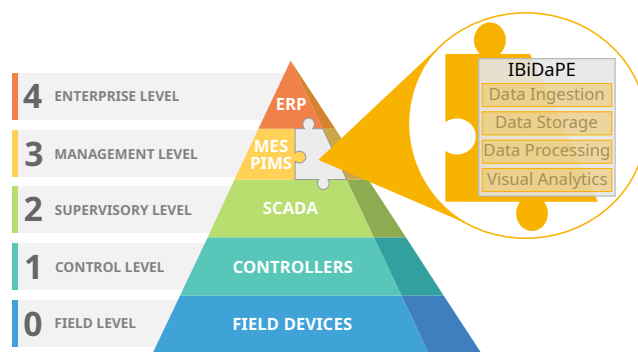 IBiDaPE
Data Ingestion
Data Storage
Data Processing
Visual Analytics
4 ENTERPRISE LEVEL
ERP
3 MANAGEMENT LEVEL
MES
PIMS
2 SUPERVISORY LEVEL
SCADA
1 CONTROL LEVEL
CONTROLLERS
0 FIELD LEVEL
FIELD DEVICES